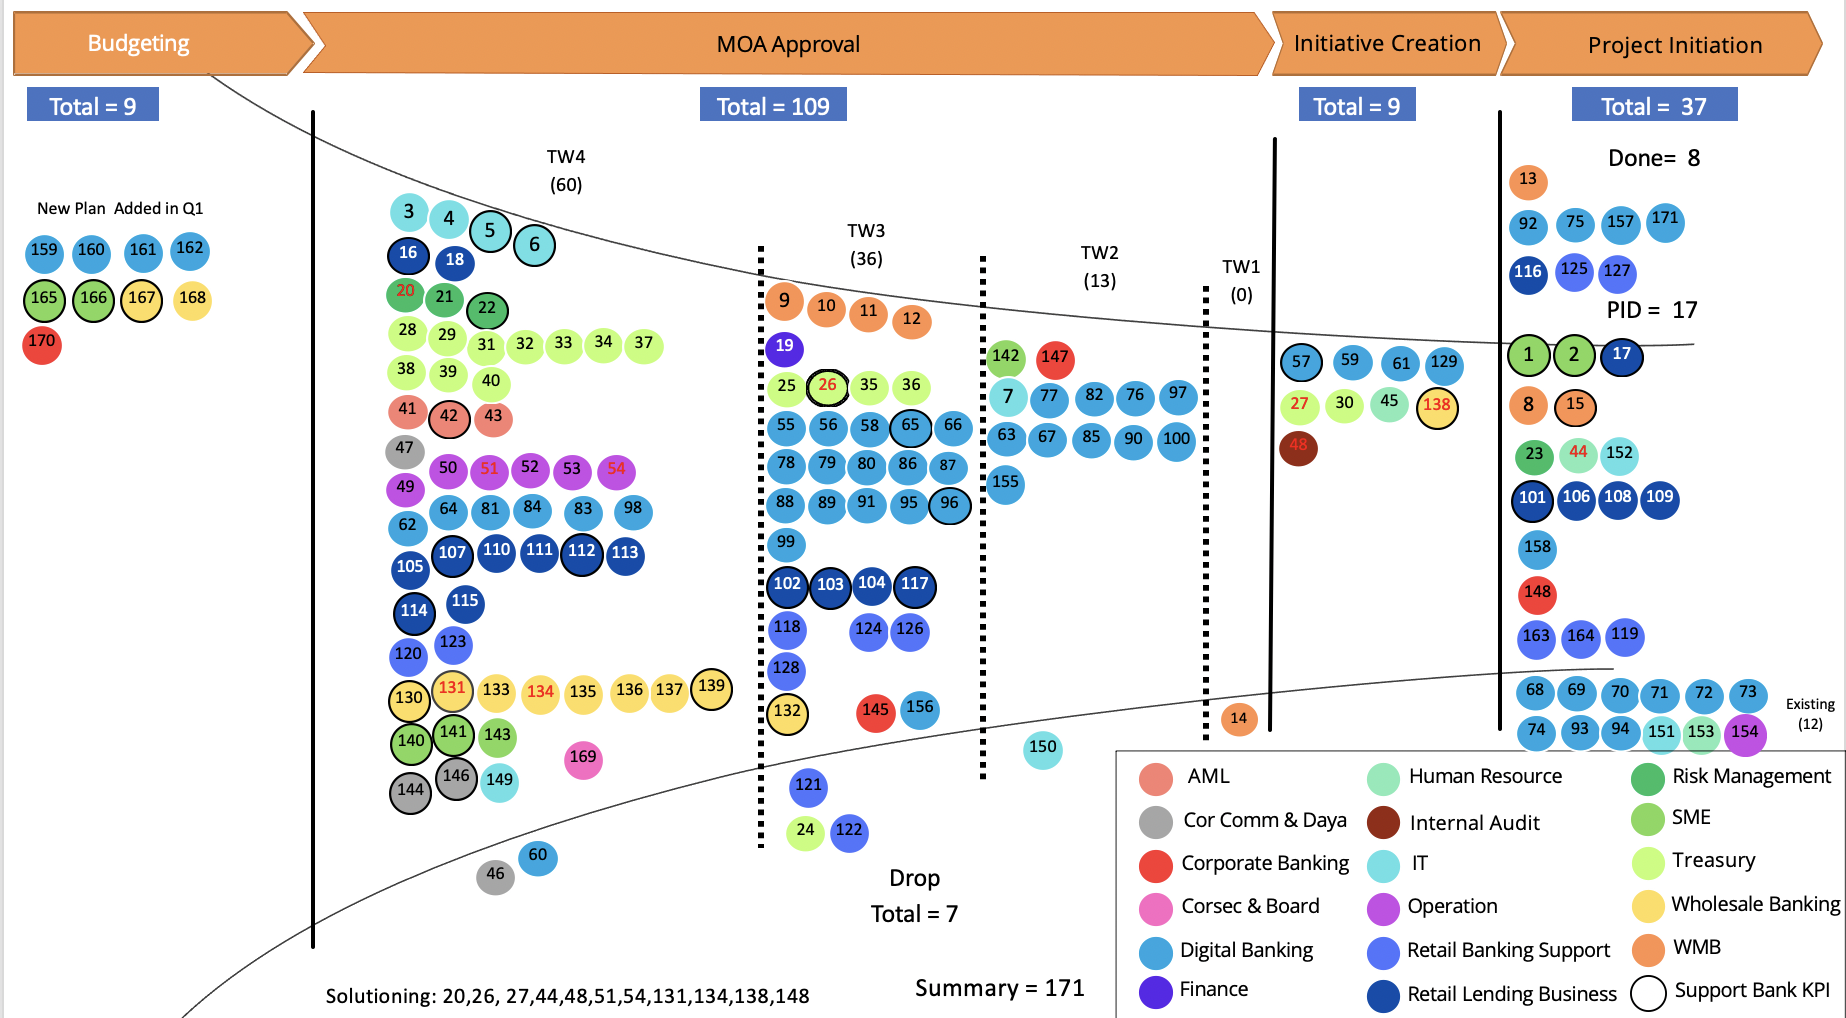 Budgeting
MOA Approval
Initiative Creation
Project Initiation
Total = 9
Total = 109
Total = 9
Total = 37
New Plan Added in Q1
159 160 161 162
165 166 167 168
170
TW4
(60)
3 4 5 6
16 18
20 21 22
28 29 31 32 33 34 37
38 39 40
41 42 43
47
49 50 51 52 53 54
62 64 81 84 83 98
105 107 110 111 112 113
114 115
120 123
130 131 133 134 135 136 137 139
140 141 143
169
144 146 149
46 60
TW3
(36)
9 10 11 12
19
25 26 35 36
55 56 58 65 66
78 79 80 86 87
88 89 91 95 96
99
102 103 104 117
118 124 126
128
132 145 156
121
24 122
TW2
(13)
142 147
7 77 82 76 97
63 67 85 90 100
155
150
TW1
(0)
14
57 59 61 129
27 30 45 138
48
Done= 8
13
92 75 157 171
116 125 127
PID = 17
1 2 17
8 15
23 44 152
101 106 108 109
158
148
163 164 119
68 69 70 71 72 73
74 93 94 151 153 154
Existing
(12)
Drop
Total = 7
Solutioning: 20,26, 27,44,48,51,54,131,134,138,148
Summary = 171
AML
Cor Comm & Daya
Corporate Banking
Corsec & Board
Digital Banking
Finance
Human Resource
Internal Audit
IT
Operation
Retail Banking Support
Retail Lending Business
Risk Management
SME
Treasury
Wholesale Banking
WMB
Support Bank KPI